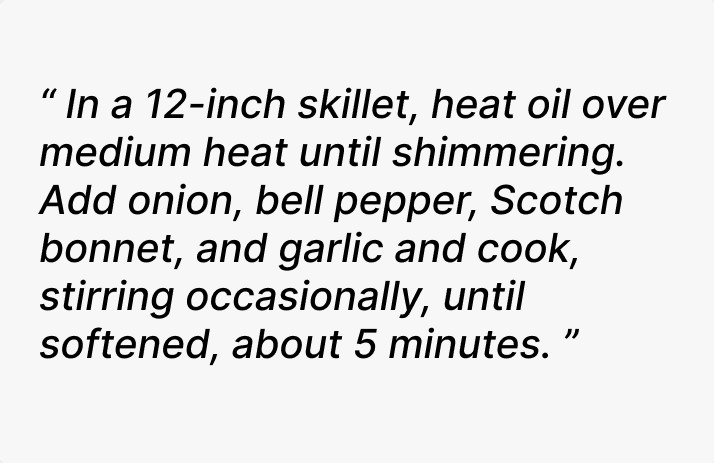 “ In a 12-inch skillet, heat oil over
medium heat until shimmering.
Add onion, bell pepper, Scotch
bonnet, and garlic and cook,
stirring occasionally, until
softened, about 5 minutes. ”